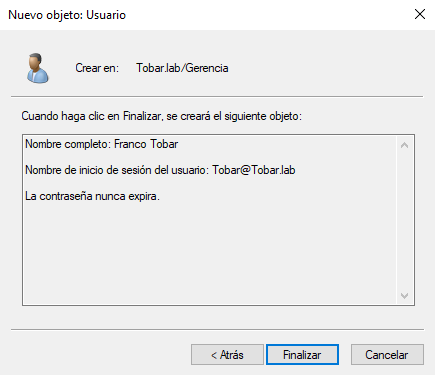 Nuevo objeto: Usuario
Crear en: Tobar.lab/Gerencia
Cuando haga clic en Finalizar, se creará el siguiente objeto:
Nombre completo: Franco Tobar
Nombre de inicio de sesión del usuario: Tobar@Tobar.lab
La contraseña nunca expira.
< Atrás Finalizar Cancelar